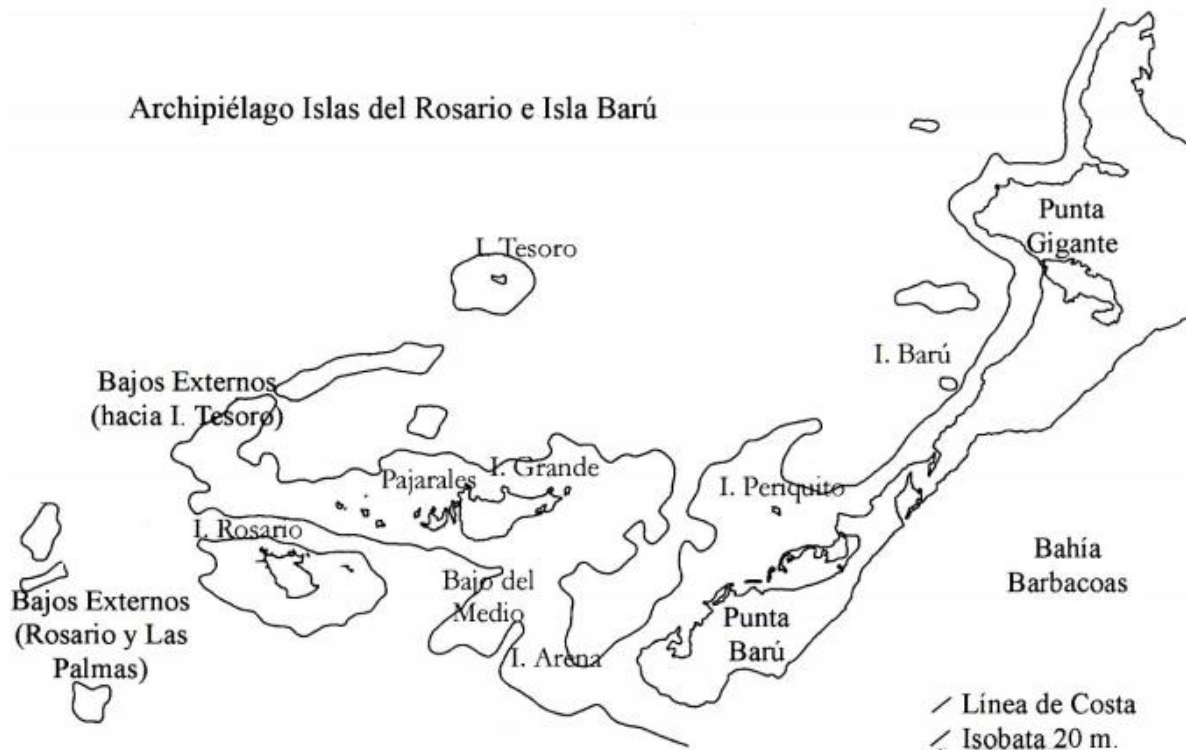 Archipiélago Islas del Rosario e Isla Barú
Punta
Gigante
I. Tesoro
I. Barú
Bajos Externos
(hacia I. Tesoro)
I. Grande
Pajarales
I. Periquito
I. Rosario
Bahía
Barbacoas
Bajo del
Medio
Bajos Externos
(Rosario y Las
Palmas)
Punta
Barú
I. Arena
Línea de Costa
Isobata 20 m.